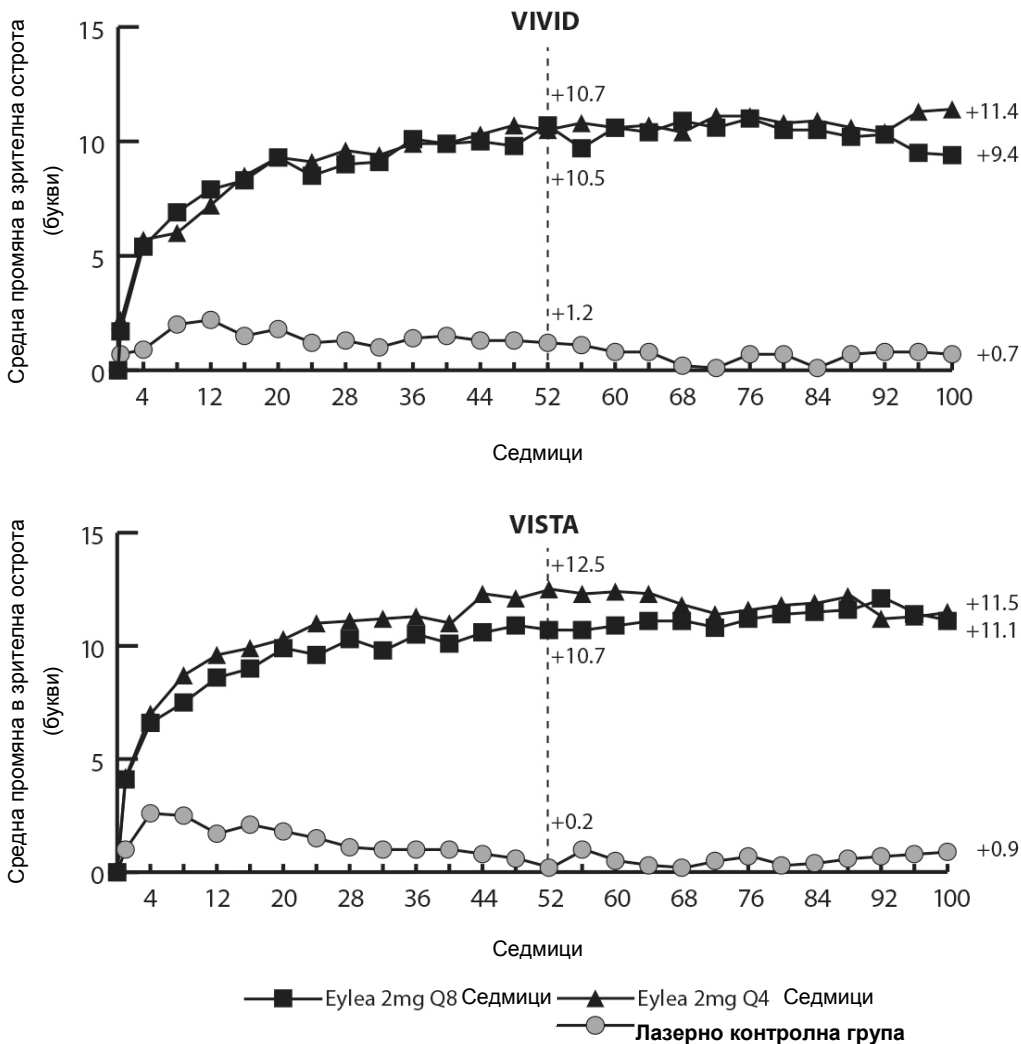 VIVID
Средна промяна в зрителна острота
(букви)
15
10
5
0
+10.7
+10.5
+1.2
+11.4
+9.4
+0.7
4 12 20 28 36 44 52 60 68 76 84 92 100
Седмици
VISTA
Средна промяна в зрителна острота
(букви)
15
10
5
0
+12.5
+10.7
+0.2
+11.5
+11.1
+0.9
4 12 20 28 36 44 52 60 68 76 84 92 100
Седмици
Eylea 2mg Q8 Седмици Eylea 2mg Q4 Седмици
Лазерно контролна група